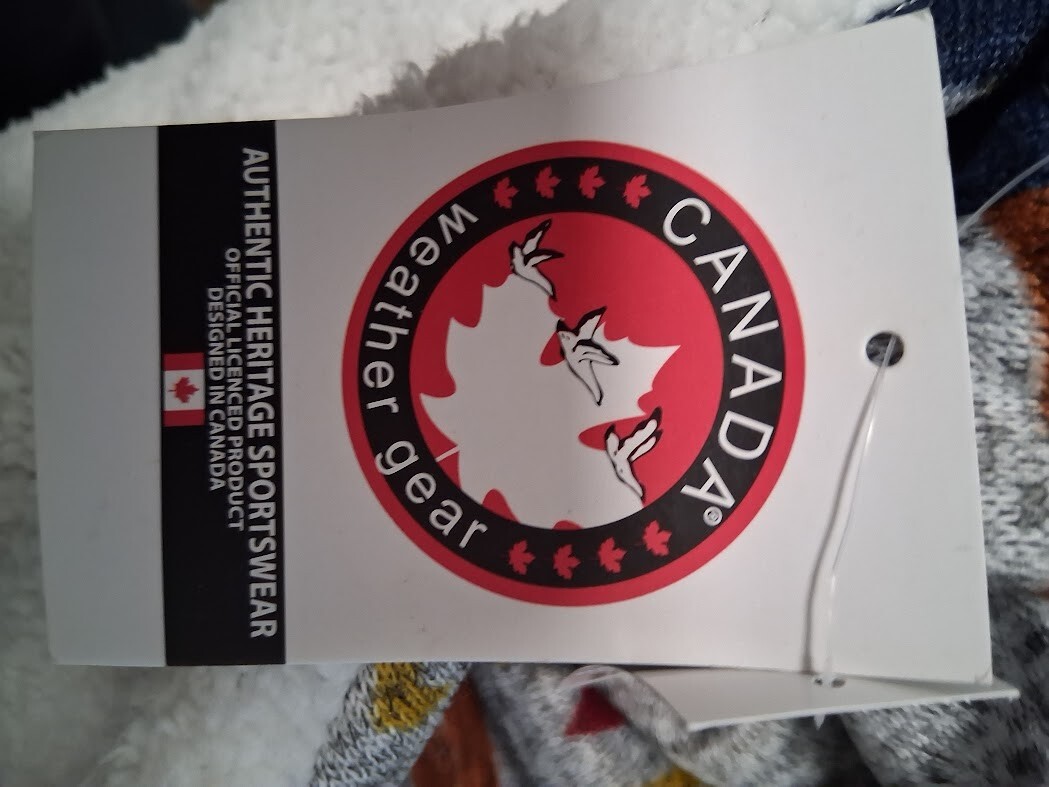 CANADA®
weather gear
AUTHENTIC HERITAGE SPORTSWEAR
OFFICIAL LICENCED PRODUCT
DESIGNED IN CANADA